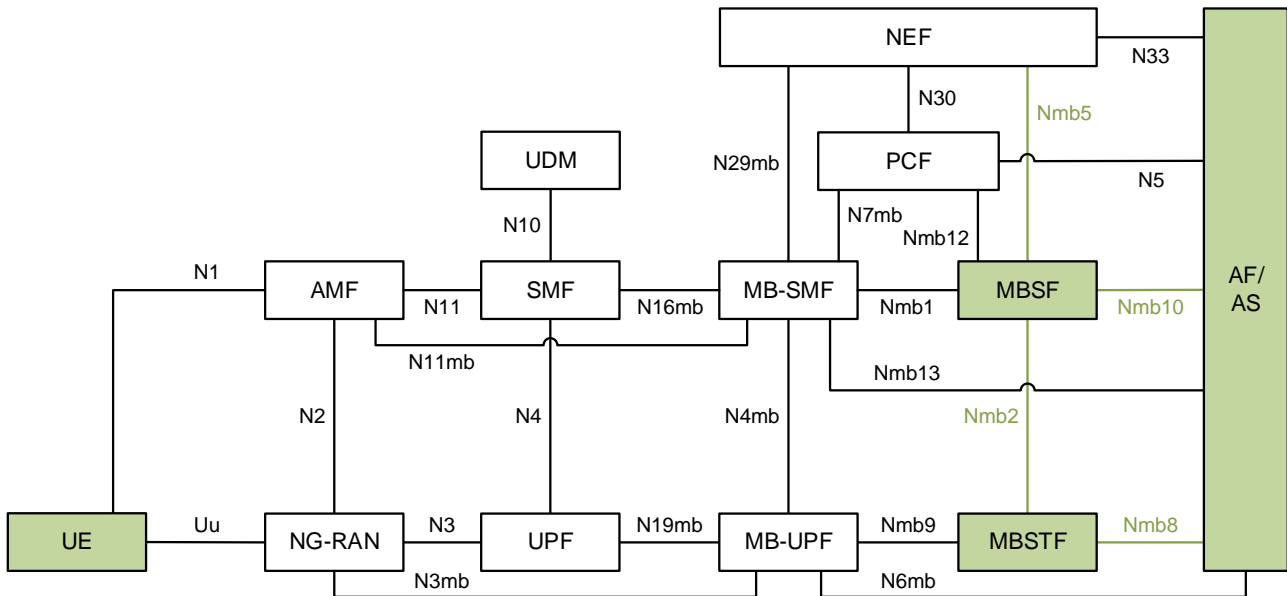 NEF
N33
N30
Nmb5
UDM
PCF
N29mb
N5
N10
N7mb
Nmb12
N1
AMF
N11
SMF
N16mb
MB-SMF
Nmb1
MBSF
Nmb10
AF/
AS
N11mb
Nmb13
N2
N4
N4mb
Nmb2
UE
Uu
NG-RAN
N3
UPF
N19mb
MB-UPF
Nmb9
MBSTF
Nmb8
N3mb
N6mb